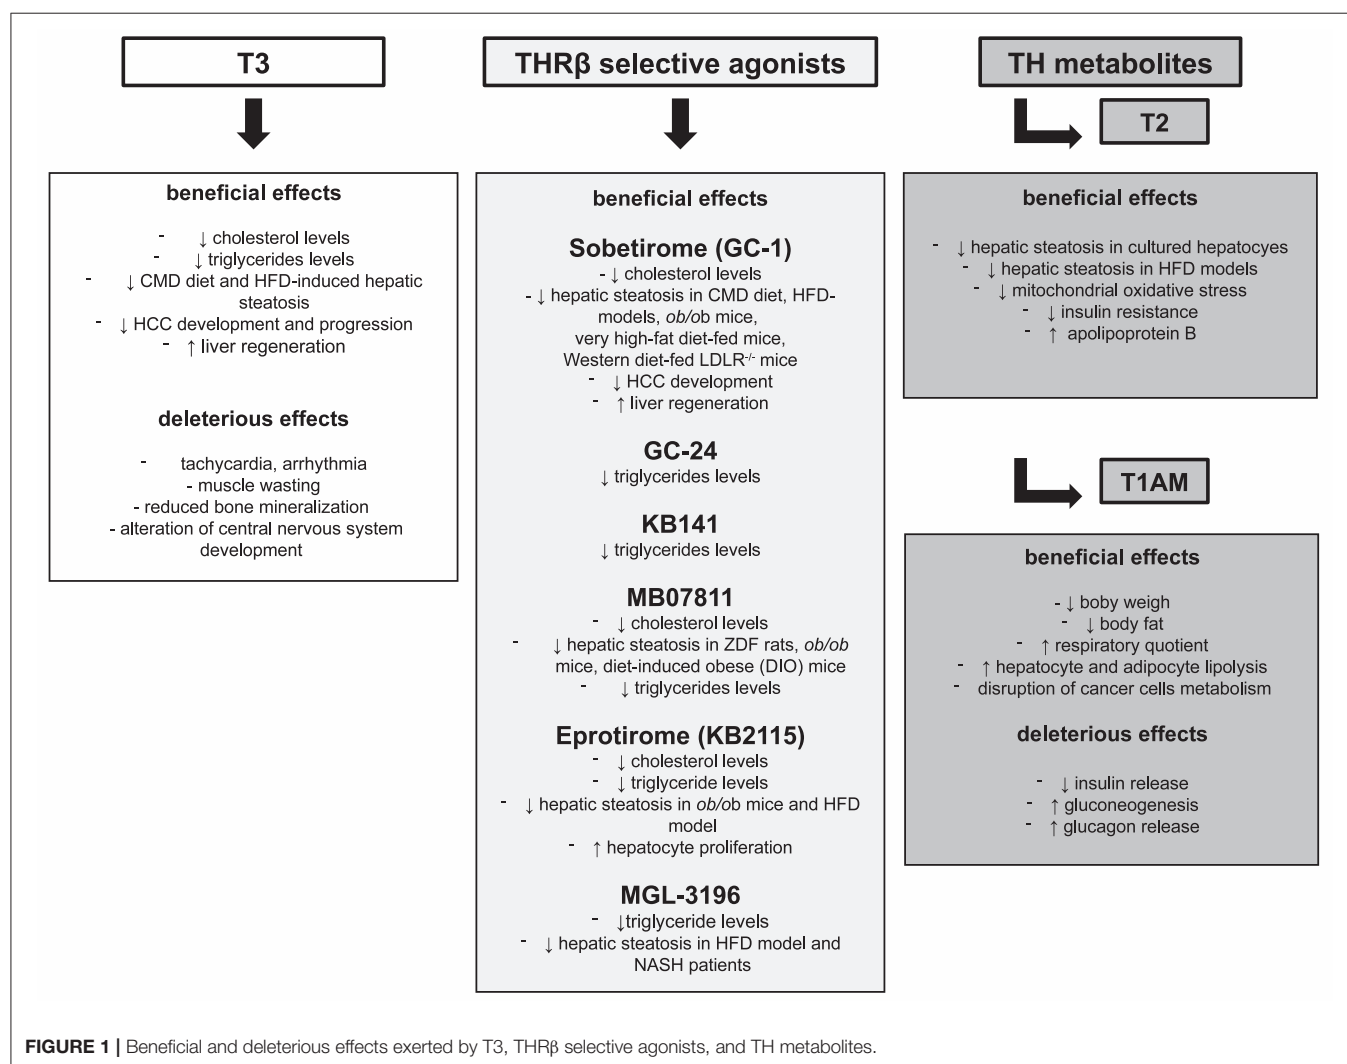 T3
beneficial effects
- ↓ cholesterol levels
- ↓ triglycerides levels
- ↓ CMD diet and HFD-induced hepatic
steatosis
- ↓ HCC development and progression
- ↑ liver regeneration
deleterious effects
- tachycardia, arrhythmia
- muscle wasting
- reduced bone mineralization
- alteration of central nervous system
development
THRβ selective agonists
beneficial effects
Sobetirome (GC-1)
- ↓ cholesterol levels
- ↓ hepatic steatosis in CMD diet, HFD-
models, ob/ob mice,
very high-fat diet-fed mice,
Western diet-fed LDLR-/- mice
- ↓ HCC development
- ↑ liver regeneration
GC-24
↓ triglycerides levels
KB141
↓ triglycerides levels
MB07811
- ↓ cholesterol levels
- ↓ hepatic steatosis in ZDF rats, ob/ob
mice, diet-induced obese (DIO) mice
- ↓ triglycerides levels
Eprotirome (KB2115)
- ↓ cholesterol levels
- ↓ triglyceride levels
- ↓ hepatic steatosis in ob/ob mice and HFD
model
- ↑ hepatocyte proliferation
MGL-3196
- ↓triglyceride levels
- ↓ hepatic steatosis in HFD model and
NASH patients
TH metabolites
T2
beneficial effects
- ↓ hepatic steatosis in cultured hepatocyes
- ↓ hepatic steatosis in HFD models
- ↓ mitochondrial oxidative stress
- ↓ insulin resistance
- ↑ apolipoprotein B
T1AM
beneficial effects
- ↓ boby weigh
- ↓ body fat
- ↑ respiratory quotient
- ↑ hepatocyte and adipocyte lipolysis
- disruption of cancer cells metabolism
deleterious effects
- ↓ insulin release
- ↑ gluconeogenesis
- ↑ glucagon release
FIGURE 1 | Beneficial and deleterious effects exerted by T3, THRβ selective agonists, and TH metabolites.